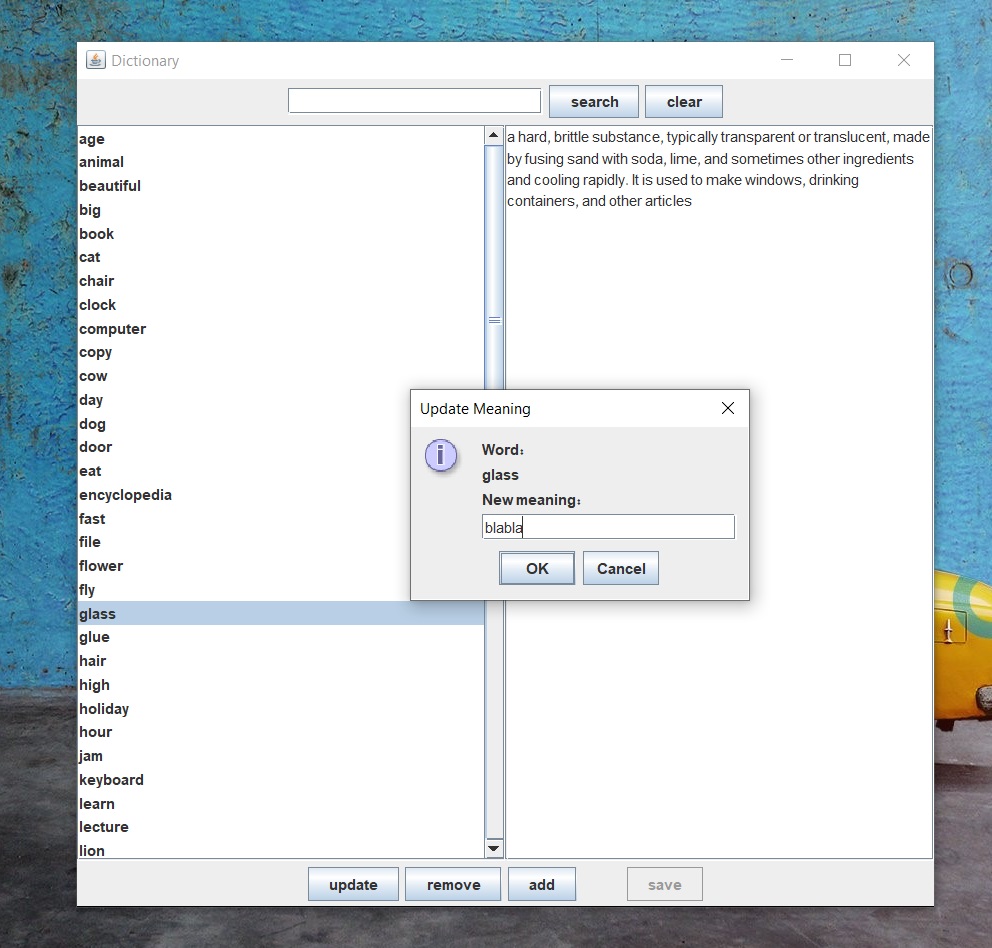 Dictionary
search
clear
age
animal
beautiful
big
book
cat
chair
clock
computer
copy
cow
day
dog
door
eat
encyclopedia
fast
file
flower
fly
glass
glue
hair
high
holiday
hour
jam
keyboard
learn
lecture
lion
a hard, brittle substance, typically transparent or translucent, made
by fusing sand with soda, lime, and sometimes other ingredients
and cooling rapidly. It is used to make windows, drinking
containers, and other articles
Update Meaning
Word:
glass
New meaning:
blabla
OK
Cancel
update
remove
add
save